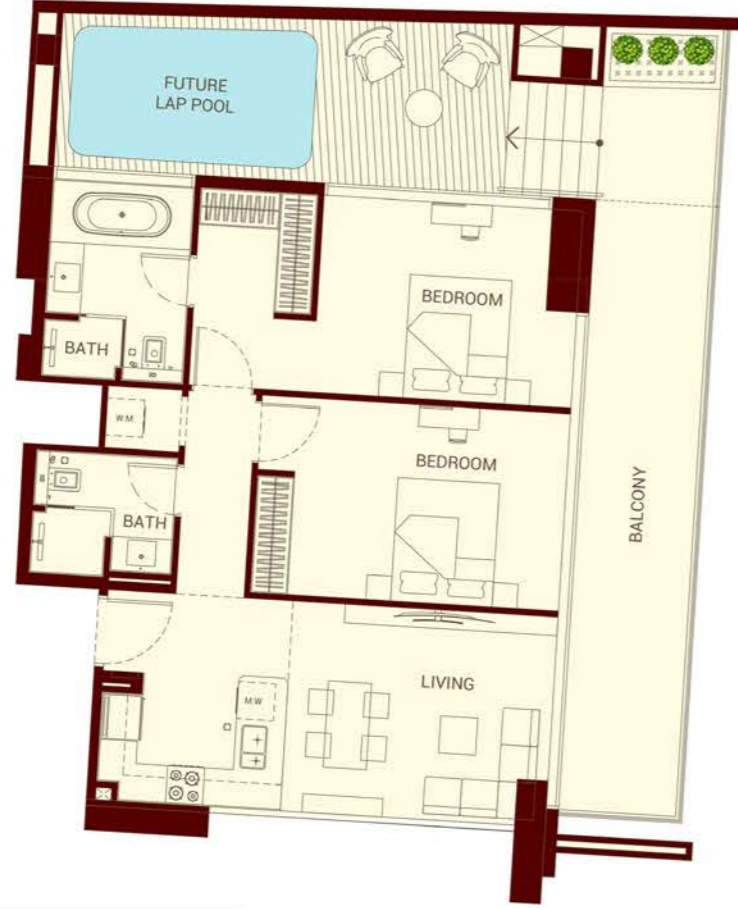 FUTURE
LAP POOL
BEDROOM
BATH
W.M
BEDROOM
BATH
BALCONY
LIVING
M.W